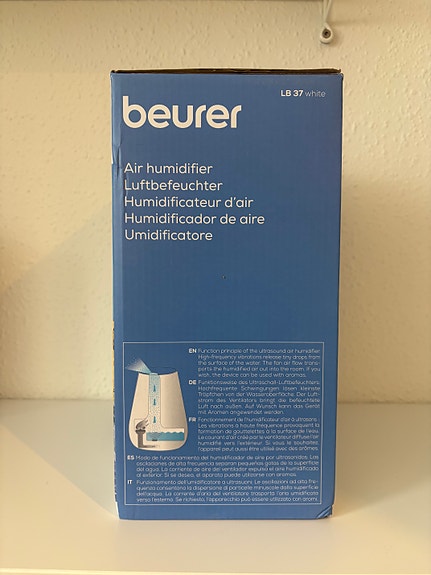 LB 37 white
beurer
Air humidifier
Luftbefeuchter
Humidificateur d'air
Humidificador de aire
Umidificatore
EN Function principle of the ultrasound air humidifier
High-frequency vibrations release tiny drops from
the surface of the water. The fan air flow trans-
ports the humidified air out into the room. If you
wish, the device can be used with aromas.
DE Funktionsweise des Ultraschall-Luftbefeuchters:
Hochfrequente Schwingungen lösen kleinste
Tröpfchen von der Wasseroberfläche. Der Luft-
strom des Ventilators bringt die befeuchtete
Luft nach außen. Auf Wunsch kann das Gerät
mit Aromen angewendet werden.
FR Fonctionnement de l'humidificateur d'air à ultrasons :
Les vibrations à haute fréquence provoquent la
formation de gouttelettes à la surface de l'eau.
Le courant d'air créé par le ventilateur diffuse l'air
humidifié vers l'extérieur. Si vous le souhaitez,
l'appareil peut aussi être utilisé avec des arômes.
ES Modo de funcionamiento del humidificador de aire por ultrasonidos: Las
oscilaciones de alta frecuencia separan pequeñas gotas de la superficie
del agua. La corriente de aire del ventilador expulsa el aire humidificado
al exterior. Si se desea, el aparato puede utilizarse con aromas.
IT Funzionamento dell'umidificatore a ultrasuoni: Le oscillazioni ad alta fre-
quenza consentono la dispersione di particelle minuscole dalla superficie
dell'acqua. La corrente d'aria del ventilatore trasporta l'aria umidificata
verso l'esterno. Se richiesto, l'apparecchio può essere utilizzato con aromi.